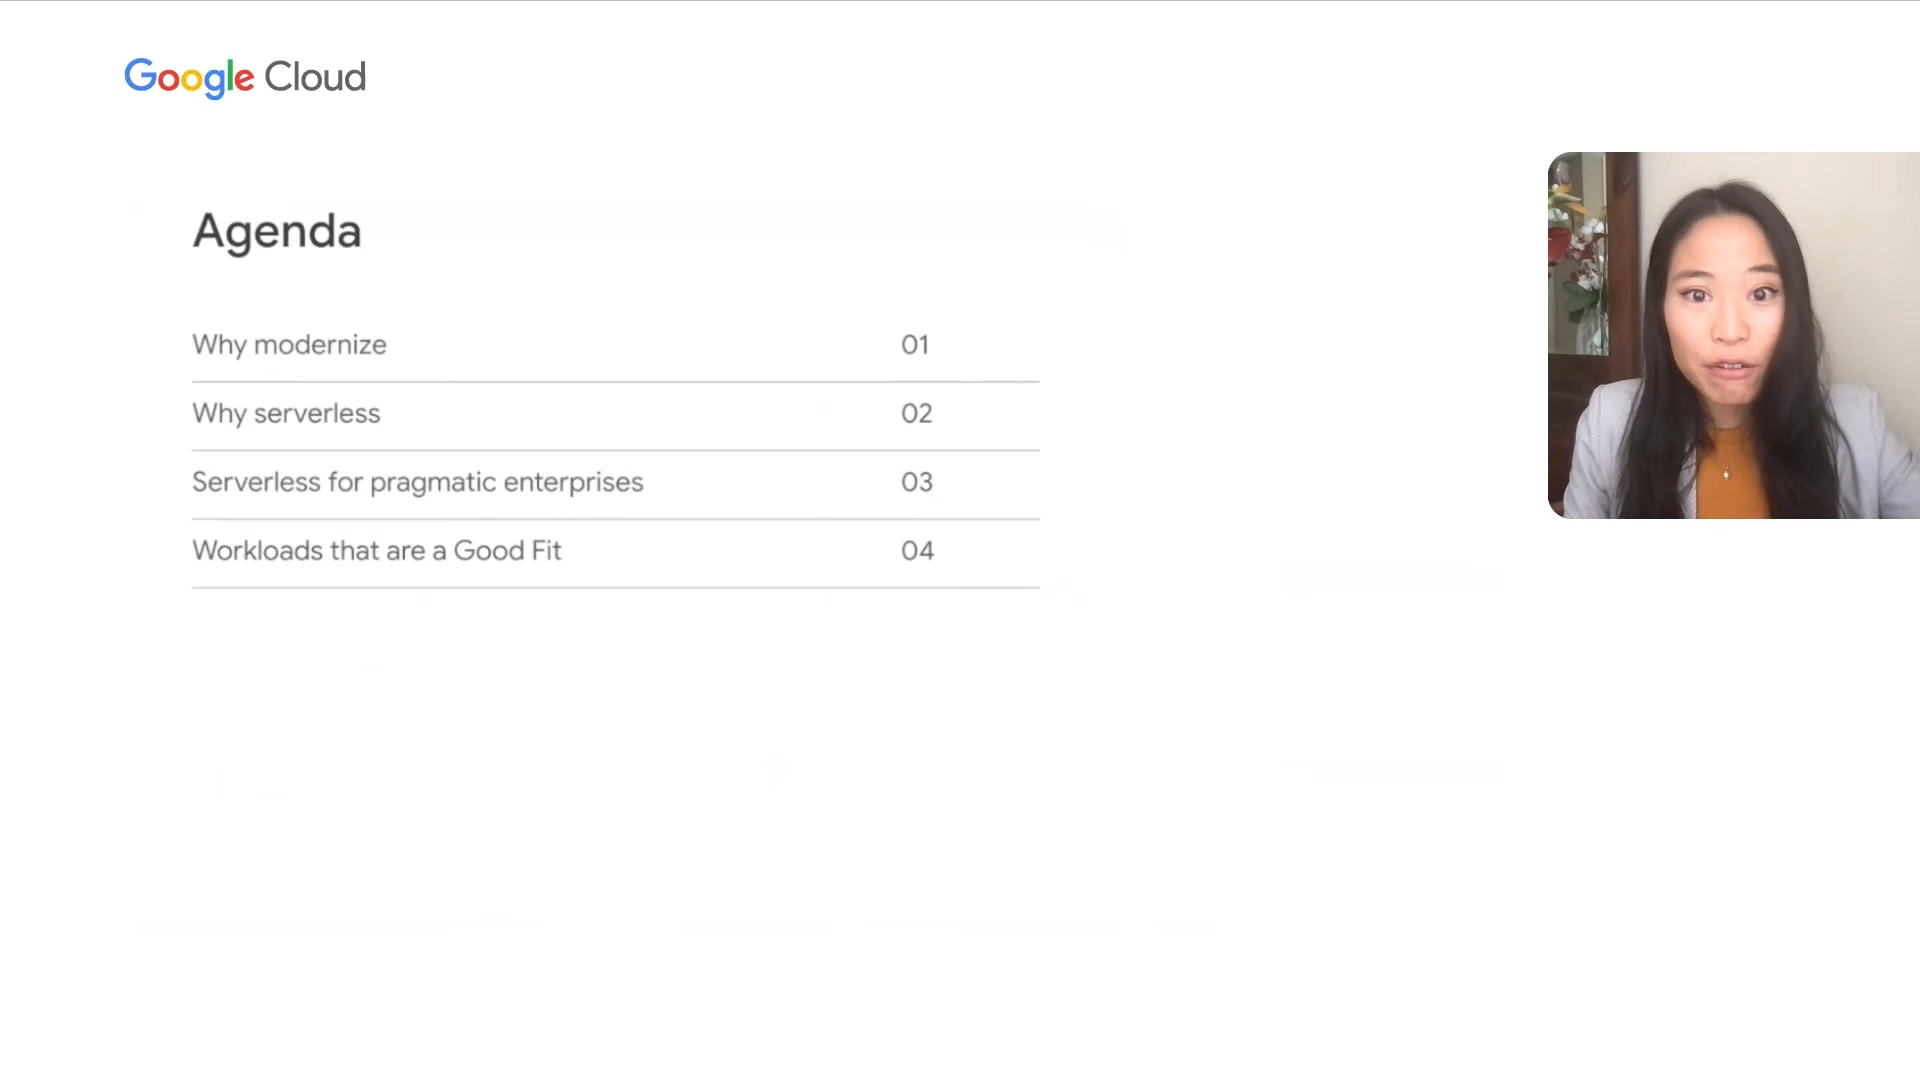 Google Cloud
Agenda
Why modernize 01
Why serverless 02
Serverless for pragmatic enterprises 03
Workloads that are a Good Fit 04